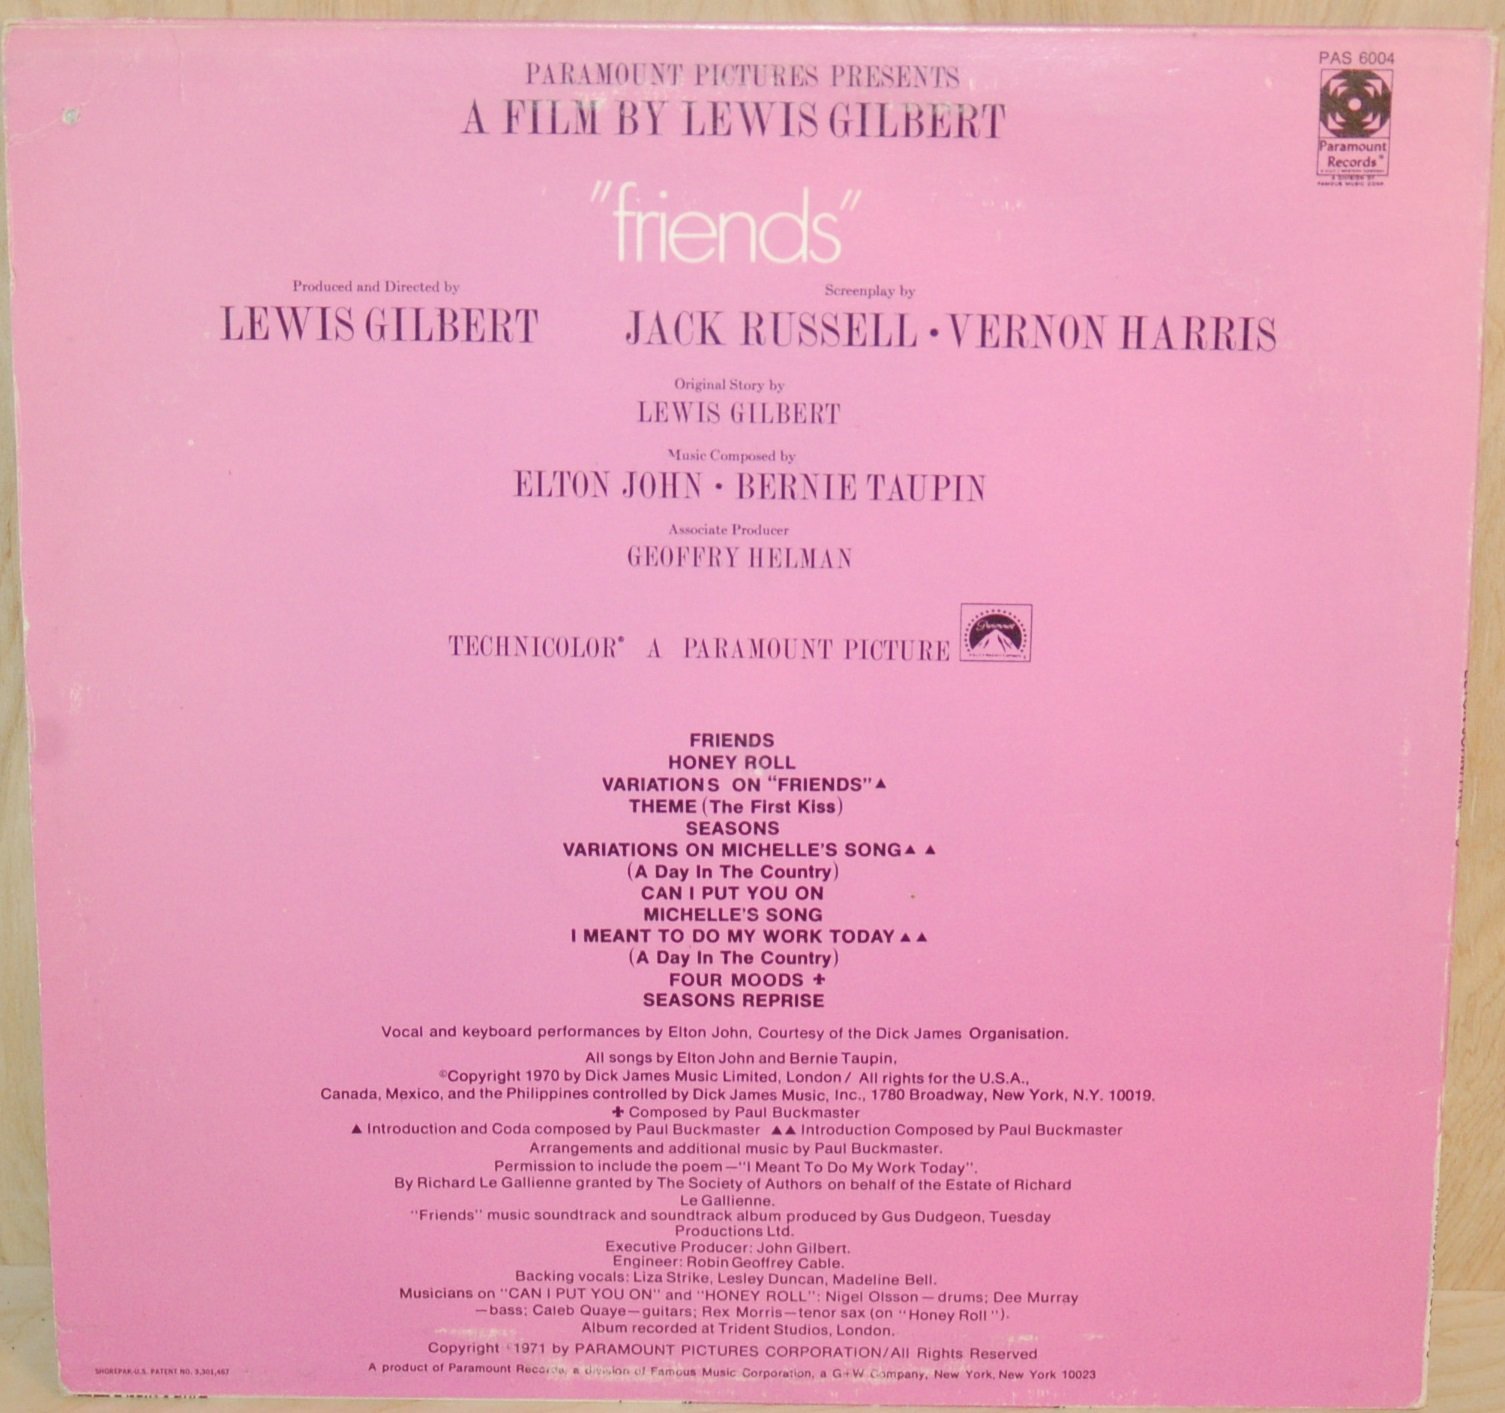 PARAMOUNT PICTURES PRESENTS
A FILM BY LEWIS GILBERT
PAS 6004
Paramount
Records
A DIVISION OF
FAMOUS MUSIC CORP.
"friends"
Produced and Directed by
LEWIS GILBERT
Screenplay by
JACK RUSSELL • VERNON HARRIS
Original Story by
LEWIS GILBERT
Music Composed by
ELTON JOHN • BERNIE TAUPIN
Associate Producer
GEOFFRY HELMAN
TECHNICOLOR® A PARAMOUNT PICTURE
Paramount
FRIENDS
HONEY ROLL
VARIATIONS ON "FRIENDS"▲
THEME (The First Kiss)
SEASONS
VARIATIONS ON MICHELLE'S SONG▲ ▲
(A Day In The Country)
CAN I PUT YOU ON
MICHELLE'S SONG
I MEANT TO DO MY WORK TODAY▲▲
(A Day In The Country)
FOUR MOODS ✚
SEASONS REPRISE
Vocal and keyboard performances by Elton John, Courtesy of the Dick James Organisation.
All songs by Elton John and Bernie Taupin,
©Copyright 1970 by Dick James Music Limited, London/ All rights for the U.S.A.,
Canada, Mexico, and the Philippines controlled by Dick James Music, Inc., 1780 Broadway, New York, N.Y. 10019.
✚ Composed by Paul Buckmaster
▲ Introduction and Coda composed by Paul Buckmaster ▲▲ Introduction Composed by Paul Buckmaster
Arrangements and additional music by Paul Buckmaster.
Permission to include the poem—"I Meant To Do My Work Today".
By Richard Le Gallienne granted by The Society of Authors on behalf of the Estate of Richard
Le Gallienne.
"Friends" music soundtrack and soundtrack album produced by Gus Dudgeon, Tuesday
Productions Ltd.
Executive Producer: John Gilbert.
Engineer: Robin Geoffrey Cable.
Backing vocals: Liza Strike, Lesley Duncan, Madeline Bell.
Musicians on "CAN I PUT YOU ON" and "HONEY ROLL": Nigel Olsson—drums; Dee Murray
—bass; Caleb Quaye—guitars; Rex Morris—tenor sax (on "Honey Roll").
Album recorded at Trident Studios, London.
Copyright 1971 by PARAMOUNT PICTURES CORPORATION/All Rights Reserved
A product of Paramount Records, a division of Famous Music Corporation, a G+W Company, New York, New York 10023
SHOREPAK-U.S. PATENT NO. 3,301,467